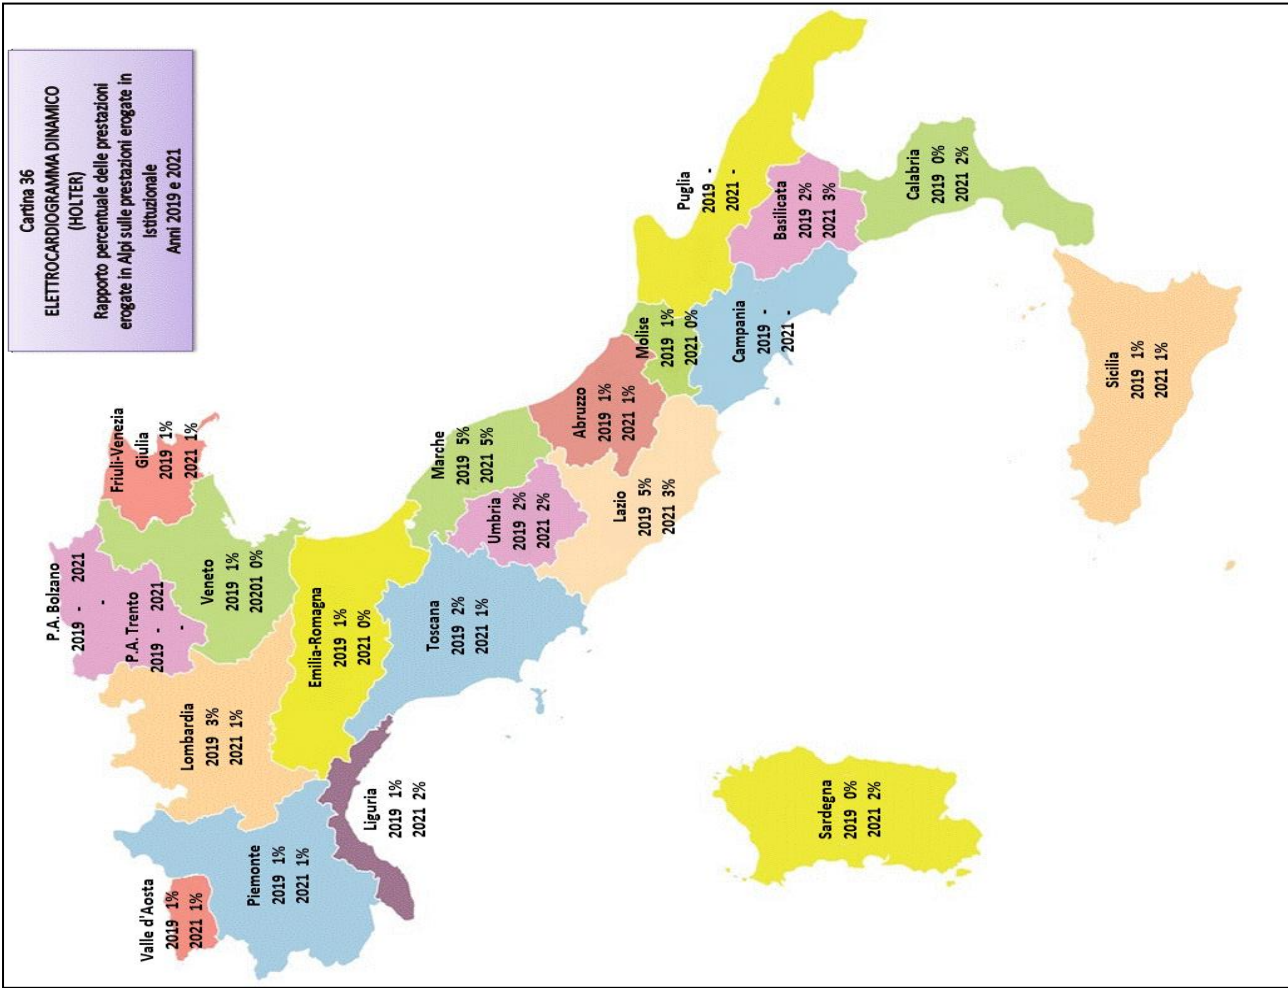 Cartina 36
ELETTROCARDIOGRAMMA DINAMICO
(HOLTER)
Rapporto percentuale delle prestazioni
erogate in Alpi sulle prestazioni erogate in
Istituzionale
Anni 2019 e 2021
P.A. Bolzano
2019 - 2021
-
P.A. Trento
2019 - 2021
-
Friuli-Venezia
Giulia
2019 1%
2021 1%
Valle d'Aosta
2019 1%
2021 1%
Lombardia
2019 3%
2021 1%
Veneto
2019 1%
20201 0%
Piemonte
2019 1%
2021 1%
Emilia-Romagna
2019 1%
2021 0%
Liguria
2019 1%
2021 2%
Toscana
2019 2%
2021 1%
Marche
2019 5%
2021 5%
Umbria
2019 2%
2021 2%
Abruzzo
2019 1%
2021 1%
Lazio
2019 5%
2021 3%
Molise
2019 1%
2021 0%
Puglia
2019 -
2021 -
Campania
2019 -
2021 -
Basilicata
2019 2%
2021 3%
Calabria
2019 0%
2021 2%
Sardegna
2019 0%
2021 2%
Sicilia
2019 1%
2021 1%